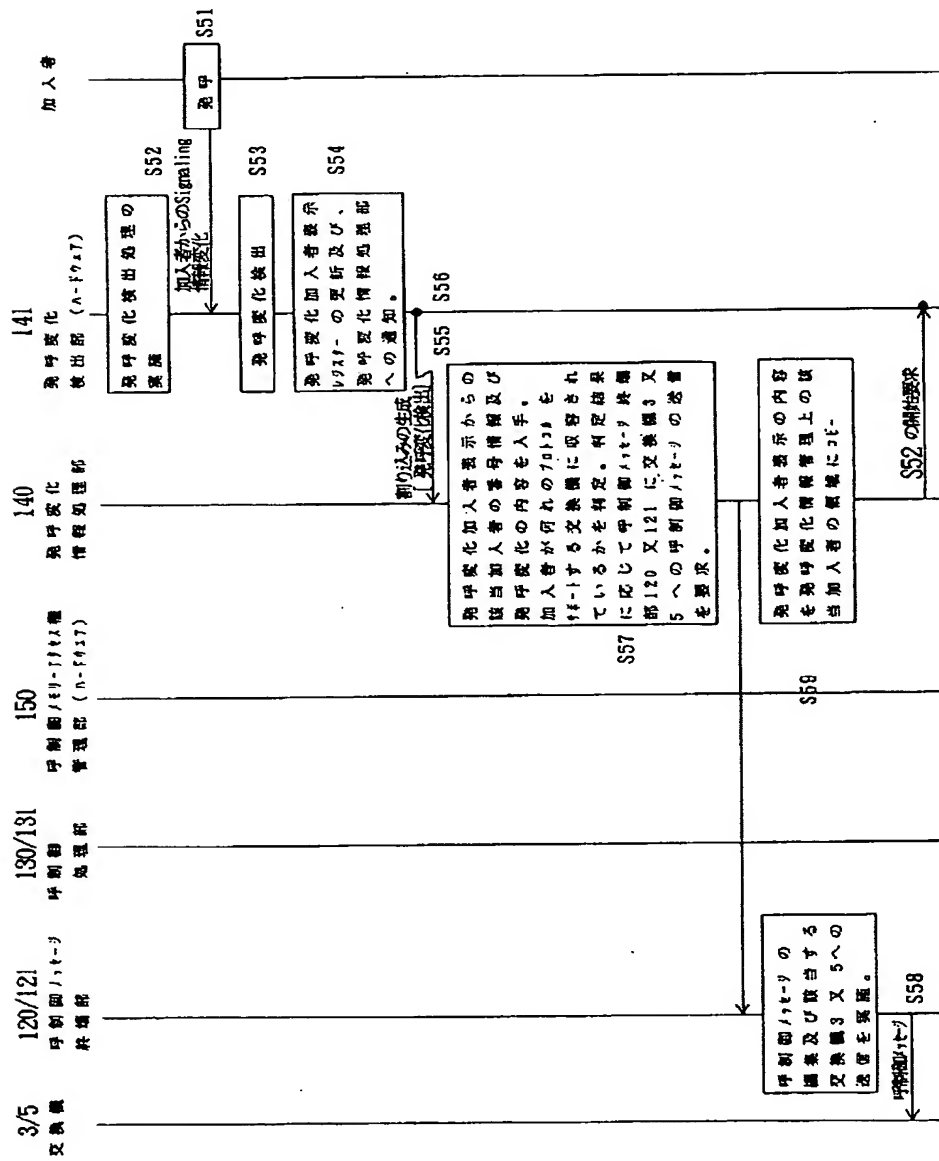 3/5
交換機
120/121
呼制御メッセージ
終端部
130/131
呼制御
処理部
150
呼制御メモリーアクセス権
管理部 (ハードウェア)
140
発呼変化
情報処理部
141
発呼変化
検出部 (ハードウェア)
加入者
発呼
S51
発呼変化検出処理の
実施
S52
加入者からのSignaling
情報変化
発呼変化検出
S53
発呼変化加入者表示
レジスターの更新及び、
発呼変化情報処理部
への通知。
S54
割り込みの生成
(発呼変化検出)
S55
S56
発呼変化加入者表示からの
該当加入者の番号情報及び
発呼変化の内容を入手。
加入者が何れのプロトコルを
サポートする交換機に収容され
ているかを判定。判定結果
に応じて呼制御メッセージ終端
部120又121に交換機3又
5への呼制御メッセージの送信
を要求。
S57
呼制御メッセージの
編集及び該当する
交換機3又5への
送信を実施。
呼制御メッセージ
S58
発呼変化加入者表示の内容
を発呼変化情報管理上の該
当加入者の領域にコピー
S59
S52の開始要求